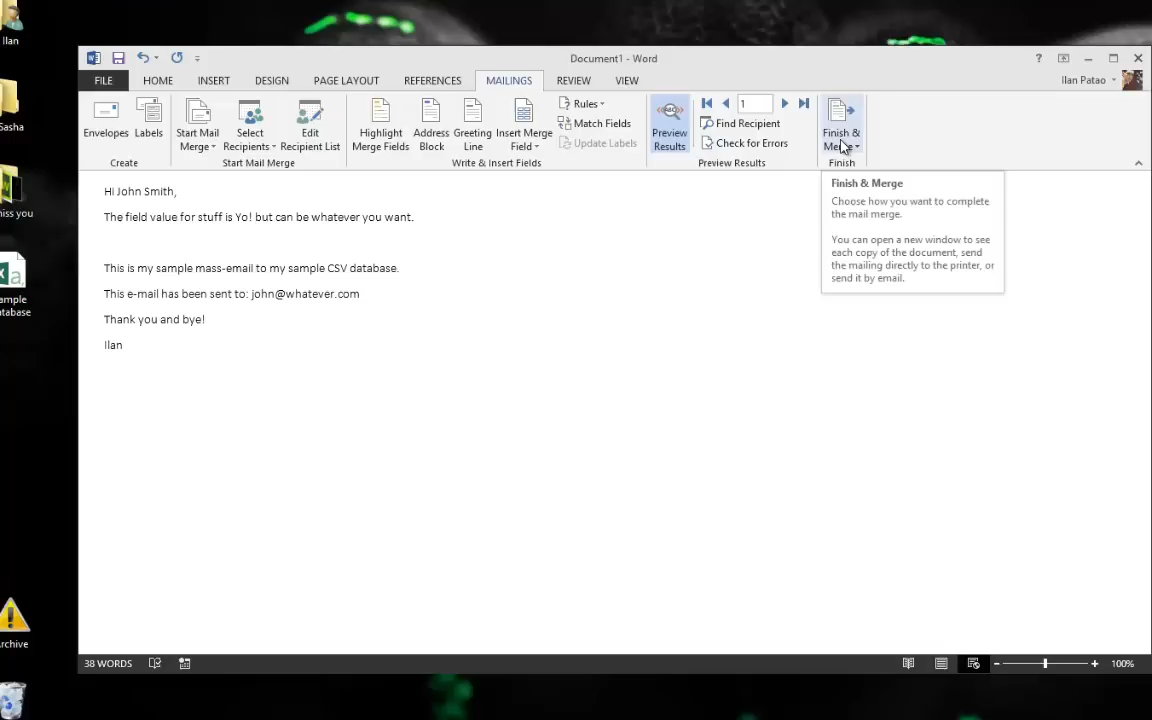 Ilan
Document1 - Word
?
FILE HOME INSERT DESIGN PAGE LAYOUT REFERENCES MAILINGS REVIEW VIEW
Ilan Patao
Sasha
Envelopes
Labels
Create
Start Mail
Merge
Select
Recipients
Edit
Recipient List
Start Mail Merge
Highlight
Merge Fields
Address
Block
Greeting
Line
Insert Merge
Field
Rules
Match Fields
Update Labels
Write & Insert Fields
ABC
Preview
Results
1
Find Recipient
Check for Errors
Preview Results
Finish &
Merge
Finish
Finish & Merge
Choose how you want to complete
the mail merge.
You can open a new window to see
each copy of the document, send
the mailing directly to the printer, or
send it by email.
Hi John Smith,
The field value for stuff is Yo! but can be whatever you want.
This is my sample mass-email to my sample CSV database.
This e-mail has been sent to: john@whatever.com
Thank you and bye!
Ilan
niss you
ample
tabase
Archive
38 WORDS
100%